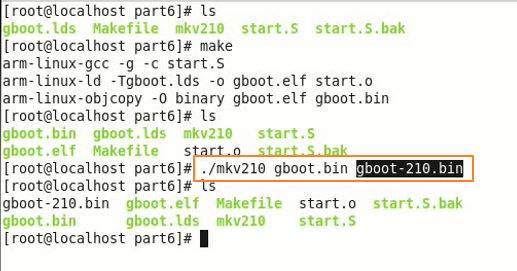 [root@localhost part6]# ls
gboot.lds Makefile mkv210 start.S start.S.bak
[root@localhost part6]# make
arm-linux-gcc -g -c start.S
arm-linux-ld -Tgboot.lds -o gboot.elf start.o
arm-linux-objcopy -O binary gboot.elf gboot.bin
[root@localhost part6]# ls
gboot.bin gboot.lds mkv210 start.S
gboot.elf Makefile start.o start.S.bak
[root@localhost part6]# ./mkv210 gboot.bin gboot-210.bin
[root@localhost part6]# ls
gboot-210.bin gboot.elf Makefile start.o start.S.bak
gboot.bin gboot.lds mkv210 start.S
[root@localhost part6]#